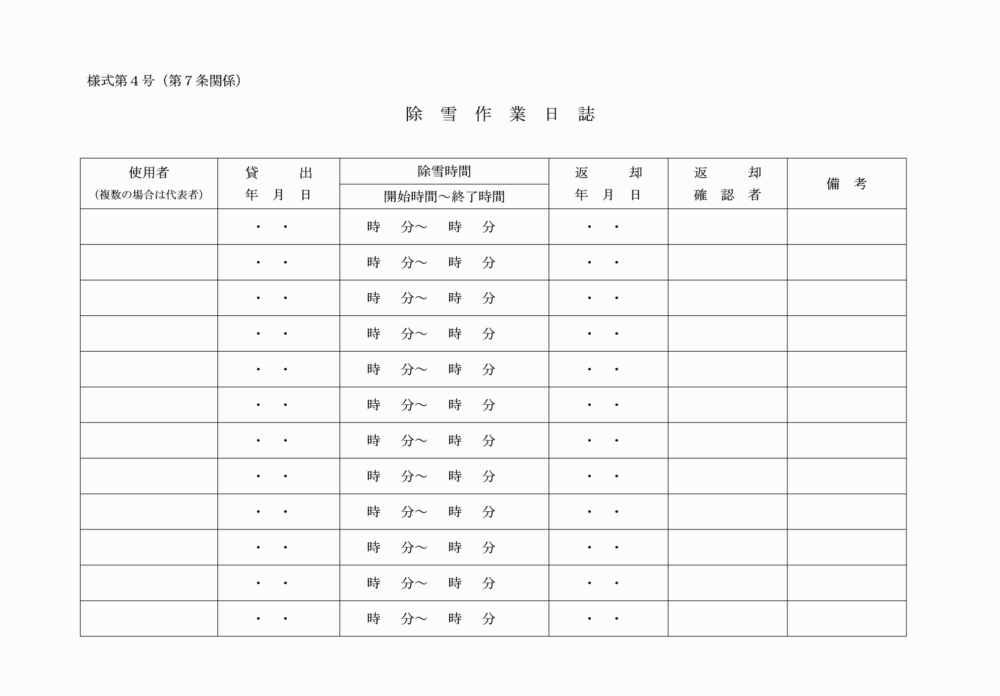 様式第４号（第７条関係）
除　雪　作　業　日　誌
使用者
（複数の場合は代表者）
貸　　　出
年　月　日
除雪時間
開始時間～終了時間
返　　　却
年　月　日
返　　　却
確　認　者
備　考
・　・　時　分～　時　分　・　・
・　・　時　分～　時　分　・　・
・　・　時　分～　時　分　・　・
・　・　時　分～　時　分　・　・
・　・　時　分～　時　分　・　・
・　・　時　分～　時　分　・　・
・　・　時　分～　時　分　・　・
・　・　時　分～　時　分　・　・
・　・　時　分～　時　分　・　・
・　・　時　分～　時　分　・　・
・　・　時　分～　時　分　・　・
・　・　時　分～　時　分　・　・